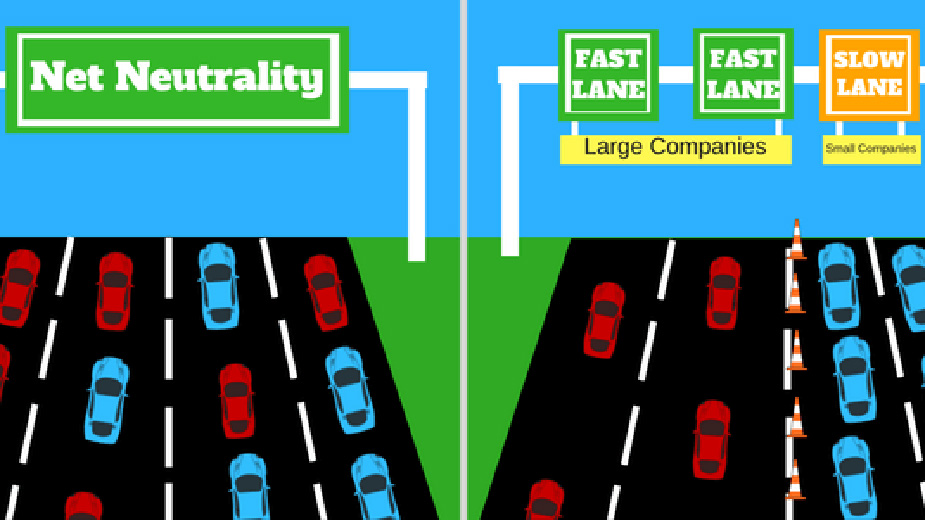 Net Neutrality
FAST
LANE
FAST
LANE
SLOW
LANE
Large Companies
Small Companies